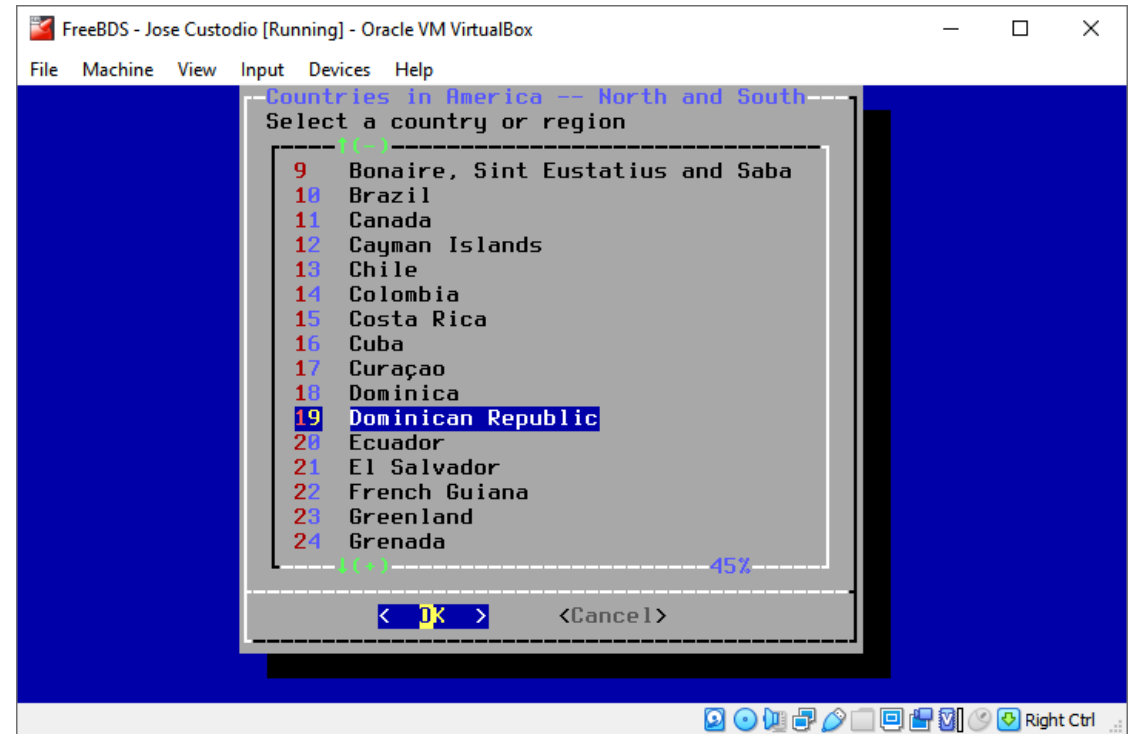 FreeBDS - Jose Custodio [Running] - Oracle VM VirtualBox
File Machine View Input Devices Help
Countries in America -- North and South
Select a country or region
↑(-)
9 Bonaire, Sint Eustatius and Saba
10 Brazil
11 Canada
12 Cayman Islands
13 Chile
14 Colombia
15 Costa Rica
16 Cuba
17 Curaçao
18 Dominica
19 Dominican Republic
20 Ecuador
21 El Salvador
22 French Guiana
23 Greenland
24 Grenada
↓(+) 45%
< OK > <Cancel>
Right Ctrl